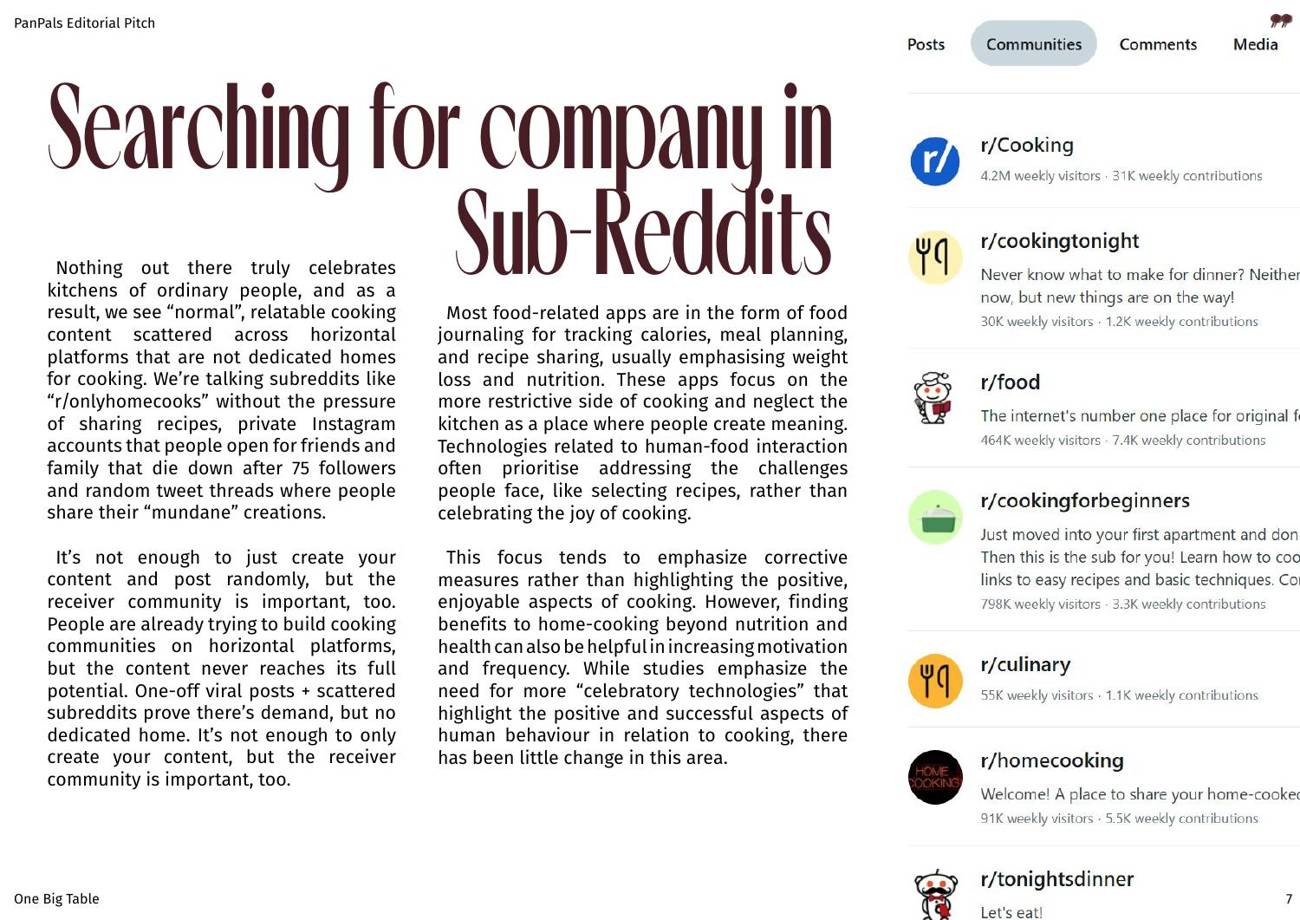 PanPals Editorial Pitch
Searching for company in
Sub-Reddits
Nothing out there truly celebrates
kitchens of ordinary people, and as a
result, we see “normal”, relatable cooking
content scattered across horizontal
platforms that are not dedicated homes
for cooking. We’re talking subreddits like
“r/onlyhomecooks” without the pressure
of sharing recipes, private Instagram
accounts that people open for friends and
family that die down after 75 followers
and random tweet threads where people
share their “mundane” creations.
It’s not enough to just create your
content and post randomly, but the
receiver community is important, too.
People are already trying to build cooking
communities on horizontal platforms,
but the content never reaches its full
potential. One-off viral posts + scattered
subreddits prove there’s demand, but no
dedicated home. It’s not enough to only
create your content, but the receiver
community is important, too.
Most food-related apps are in the form of food
journaling for tracking calories, meal planning,
and recipe sharing, usually emphasising weight
loss and nutrition. These apps focus on the
more restrictive side of cooking and neglect the
kitchen as a place where people create meaning.
Technologies related to human-food interaction
often prioritise addressing the challenges
people face, like selecting recipes, rather than
celebrating the joy of cooking.
This focus tends to emphasize corrective
measures rather than highlighting the positive,
enjoyable aspects of cooking. However, finding
benefits to home-cooking beyond nutrition and
health can also be helpful in increasing motivation
and frequency. While studies emphasize the
need for more “celebratory technologies” that
highlight the positive and successful aspects of
human behaviour in relation to cooking, there
has been little change in this area.
Posts Communities Comments Media
r/
r/Cooking
4.2M weekly visitors · 31K weekly contributions
r/cookingtonight
Never know what to make for dinner? Neither
now, but new things are on the way!
30K weekly visitors · 1.2K weekly contributions
r/food
The internet's number one place for original
464K weekly visitors · 7.4K weekly contributions
r/cookingforbeginners
Just moved into your first apartment and
Then this is the sub for you! Learn how to
links to easy recipes and basic techniques.
798K weekly visitors · 3.3K weekly contributions
r/culinary
55K weekly visitors · 1.1K weekly contributions
HOME
COOKING
r/homecooking
Welcome! A place to share your home-cooked
91K weekly visitors · 5.5K weekly contributions
r/tonightsdinner
Let's eat!
One Big Table
7